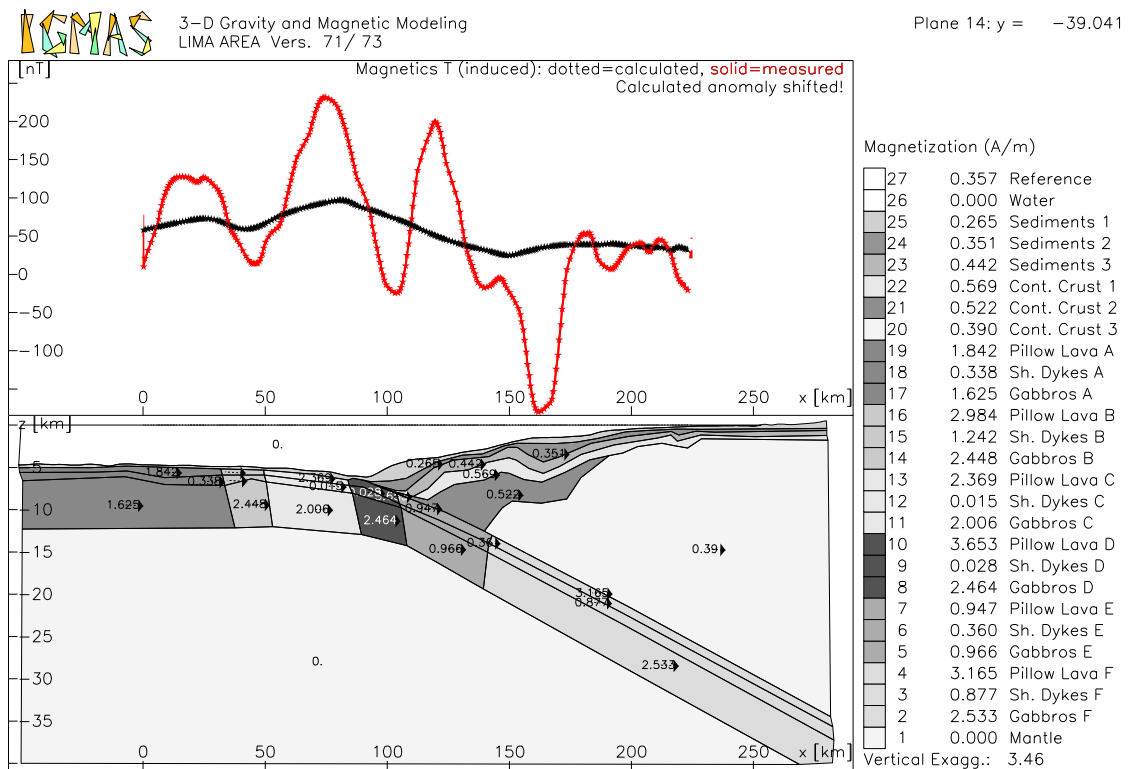 IGMAS
3-D Gravity and Magnetic Modeling
LIMA AREA Vers. 71/ 73
Plane 14: y = -39.041
[nT]
Magnetics T (induced): dotted=calculated, solid=measured
Calculated anomaly shifted!
200
150
100
50
0
-50
-100
0 50 100 150 200 250 x [km]
z [km]
5
10
15
20
25
30
35
0.
1.842
0.338
1.625
2.448
2.369
0.015
2.006
2.464
0.265
0.442
0.351
0.569
0.522
0.947
0.966
0.36
0.39
3.165
0.877
2.533
0.
0 50 100 150 200 250 x [km]
Magnetization (A/m)
27 0.357 Reference
26 0.000 Water
25 0.265 Sediments 1
24 0.351 Sediments 2
23 0.442 Sediments 3
22 0.569 Cont. Crust 1
21 0.522 Cont. Crust 2
20 0.390 Cont. Crust 3
19 1.842 Pillow Lava A
18 0.338 Sh. Dykes A
17 1.625 Gabbros A
16 2.984 Pillow Lava B
15 1.242 Sh. Dykes B
14 2.448 Gabbros B
13 2.369 Pillow Lava C
12 0.015 Sh. Dykes C
11 2.006 Gabbros C
10 3.653 Pillow Lava D
9 0.028 Sh. Dykes D
8 2.464 Gabbros D
7 0.947 Pillow Lava E
6 0.360 Sh. Dykes E
5 0.966 Gabbros E
4 3.165 Pillow Lava F
3 0.877 Sh. Dykes F
2 2.533 Gabbros F
1 0.000 Mantle
Vertical Exagg.: 3.46